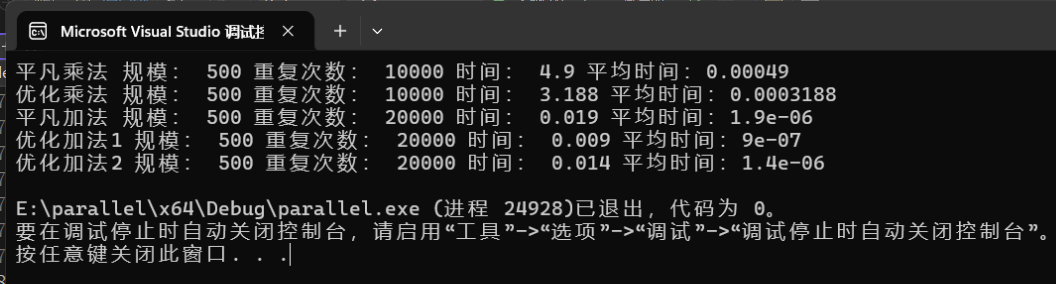 Microsoft Visual Studio 调试控
平凡乘法 规模： 500 重复次数： 10000 时间： 4.9 平均时间：0.00049
优化乘法 规模： 500 重复次数： 10000 时间： 3.188 平均时间：0.0003188
平凡加法 规模： 500 重复次数： 20000 时间： 0.019 平均时间：1.9e-06
优化加法1 规模： 500 重复次数： 20000 时间： 0.009 平均时间：9e-07
优化加法2 规模： 500 重复次数： 20000 时间： 0.014 平均时间：1.4e-06
E:\parallel\x64\Debug\parallel.exe (进程 24928)已退出，代码为 0。
要在调试停止时自动关闭控制台，请启用“工具”->“选项”->“调试”->“调试停止时自动关闭控制台”。
按任意键关闭此窗口. . .